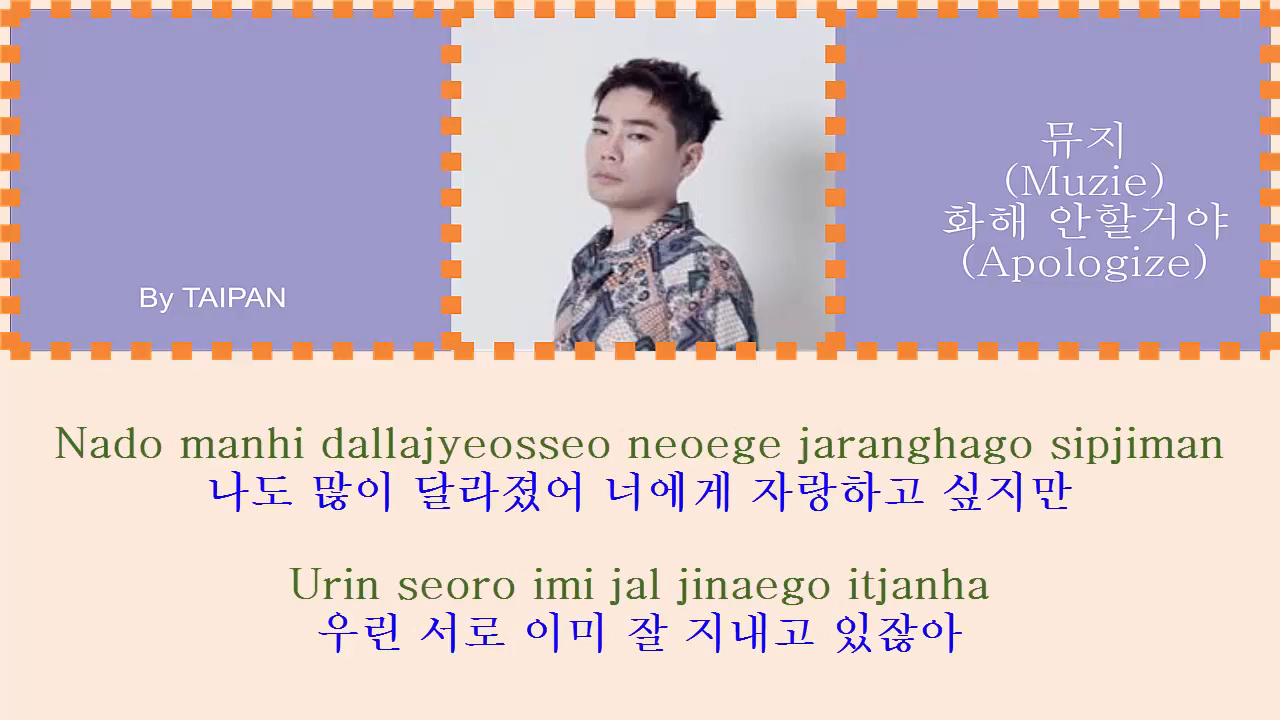 By TAIPAN
뮤지
(Muzie)
화해 안할거야
(Apologize)
Nado manhi dallajyeosseo neoege jaranghago sipjiman
나도 많이 달라졌어 너에게 자랑하고 싶지만
Urin seoro imi jal jinaego itjanha
우린 서로 이미 잘 지내고 있잖아